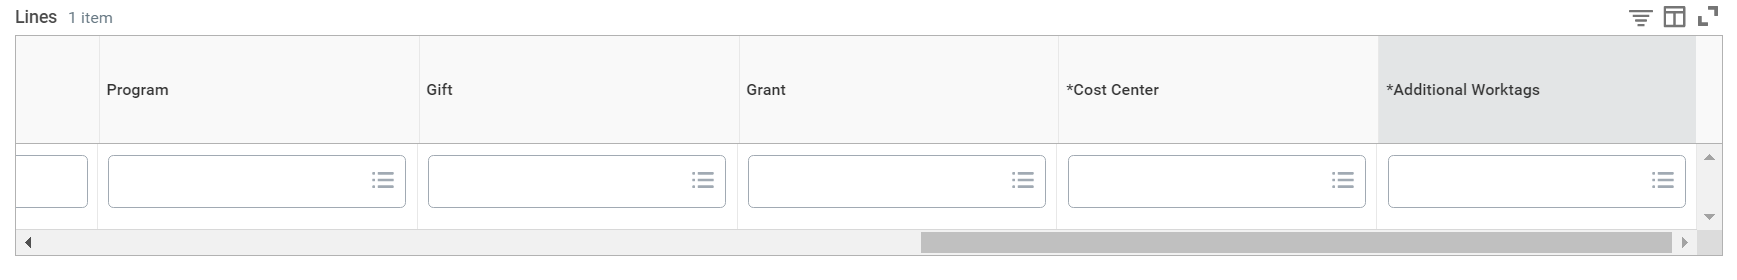 Lines 1 item
Program Gift Grant *Cost Center *Additional Worktags